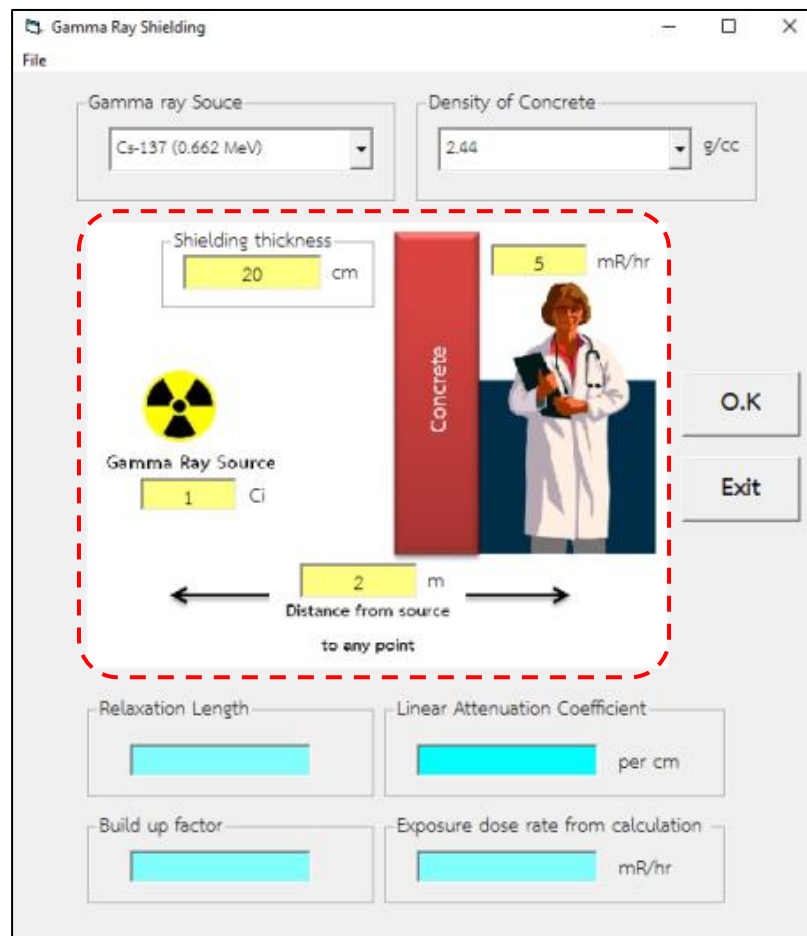 Gamma Ray Shielding
File
Gamma ray Souce
Density of Concrete
Cs-137 (0.662 MeV)
2.44
g/cc
Shielding thickness
20
cm
5
mR/hr
Concrete
Gamma Ray Source
1
Ci
O.K
Exit
2
m
Distance from source
to any point
Relaxation Length
Linear Attenuation Coefficient
per cm
Build up factor
Exposure dose rate from calculation
mR/hr